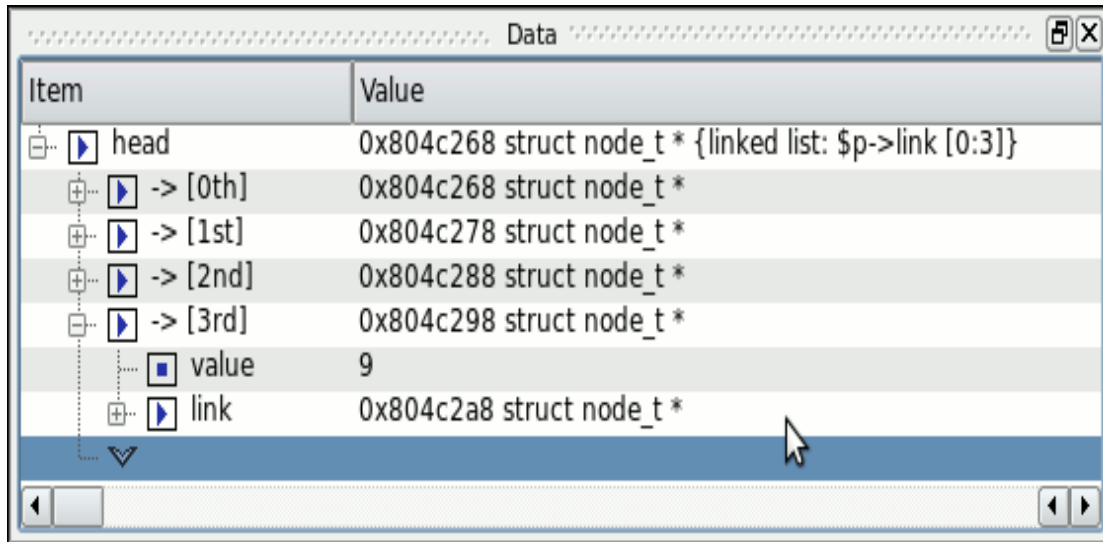 Data
Item Value
head 0x804c268 struct node_t * {linked list: $p->link [0:3]}
-> [0th] 0x804c268 struct node_t *
-> [1st] 0x804c278 struct node_t *
-> [2nd] 0x804c288 struct node_t *
-> [3rd] 0x804c298 struct node_t *
value 9
link 0x804c2a8 struct node_t *